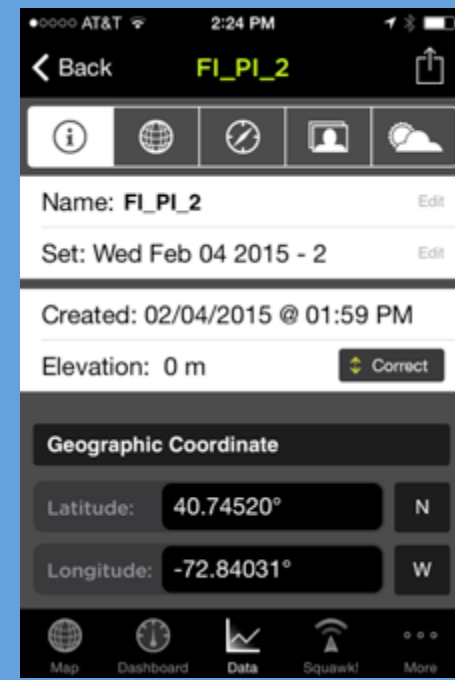 AT&T 2:24 PM
Back FI_PI_2
Name: FI_PI_2 Edit
Set: Wed Feb 04 2015 - 2 Edit
Created: 02/04/2015 @ 01:59 PM
Elevation: 0 m Correct
Geographic Coordinate
Latitude: 40.74520° N
Longitude: -72.84031° W
Map Dashboard Data Squawk! More